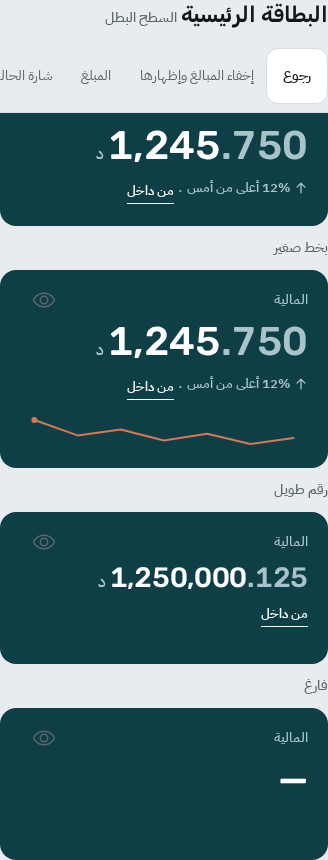 البطاقة الرئيسية السطح البطل
رجوع إخفاء المبالغ وإظهارها المبلغ شارة الحال
1,245.750 د
↑ 12% أعلى من أمس · من داخل
بخط صغير
المالية
1,245.750 د
↑ 12% أعلى من أمس · من داخل
رقم طويل
المالية
1,250,000.125 د
من داخل
فارغ
المالية
—